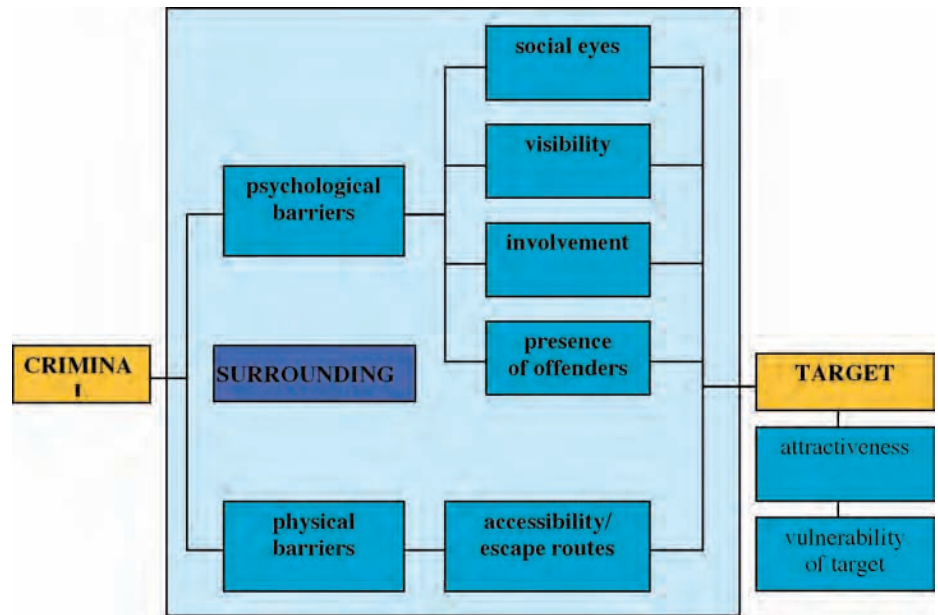 CRIMINA
psychological
barriers
SURROUNDING
physical
barriers
social eyes
visibility
involvement
presence
of offenders
accessibility/
escape routes
TARGET
attractiveness
vulnerability
of target